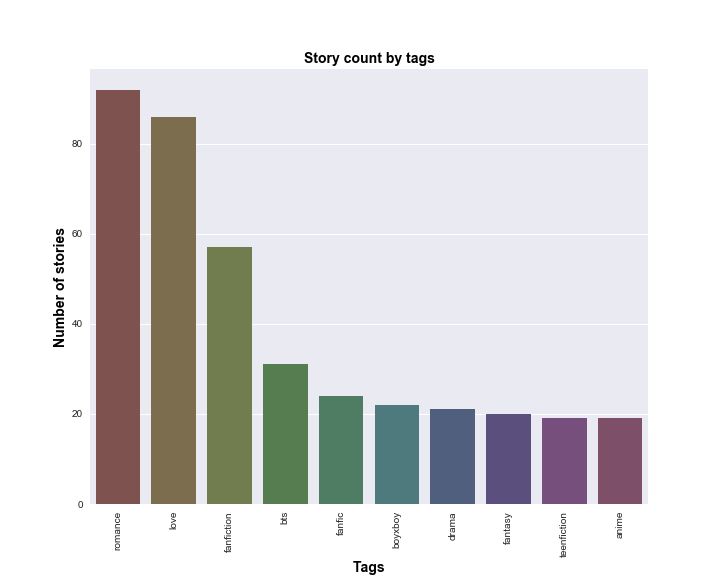 Story count by tags
80
60
40
20
0
Number of stories
romance
love
fanfiction
bts
fanfic
boyxboy
drama
fantasy
teenfiction
anime
Tags